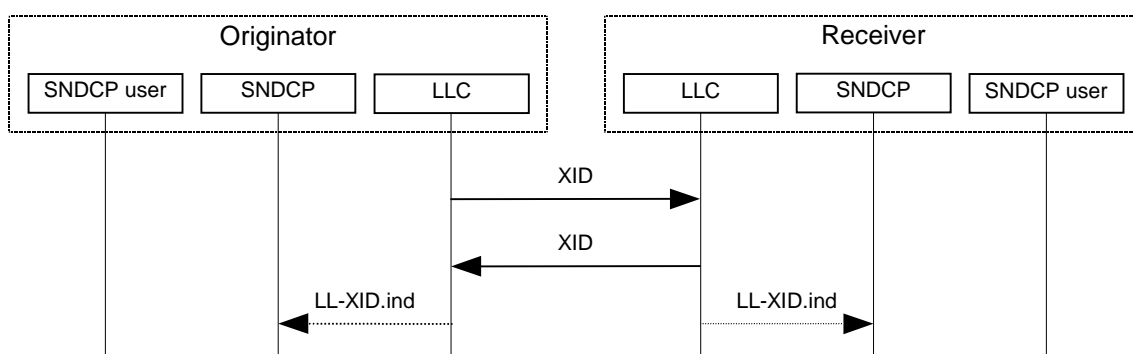 Originator
Receiver
SNDCP user
SNDCP
LLC
LLC
SNDCP
SNDCP user
XID
XID
LL-XID.ind
LL-XID.ind